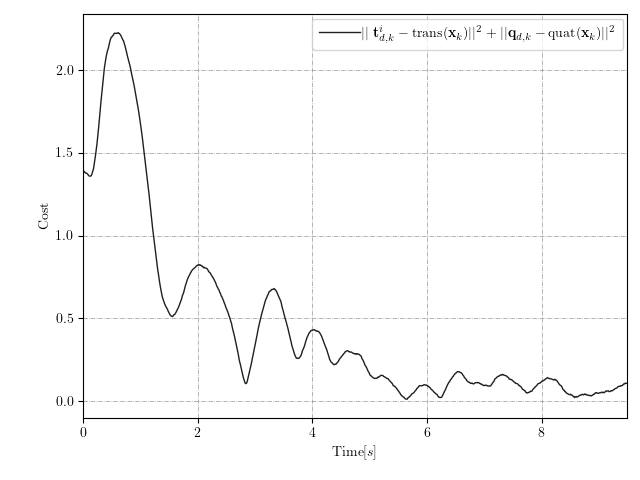 || t^i_{d,k} − trans(x_k)||^2 + ||q_{d,k} − quat(x_k)||^2
2.0
1.5
1.0
0.5
0.0
Cost
0 2 4 6 8
Time[s]